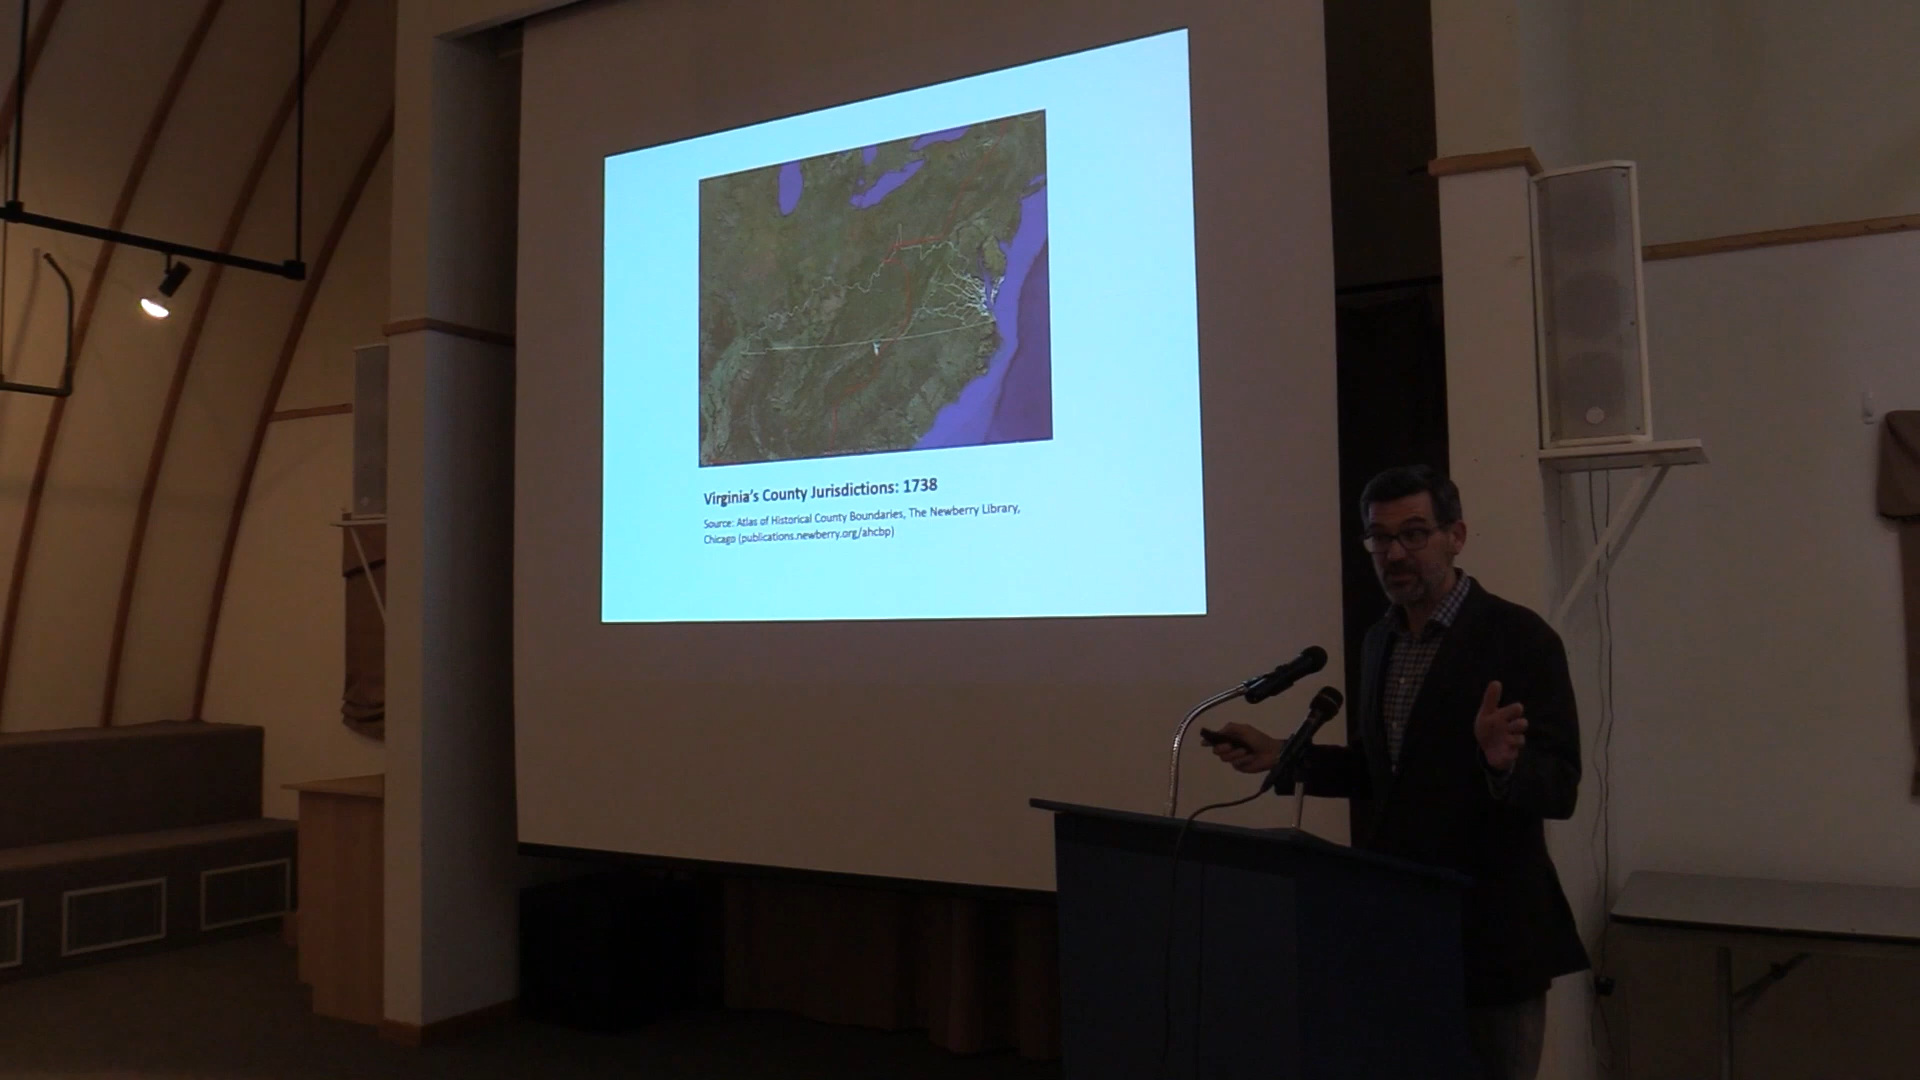 Virginia's County Jurisdictions: 1738
Source: Atlas of Historical County Boundaries, The Newberry Library,
Chicago (publications.newberry.org/ahcbp)